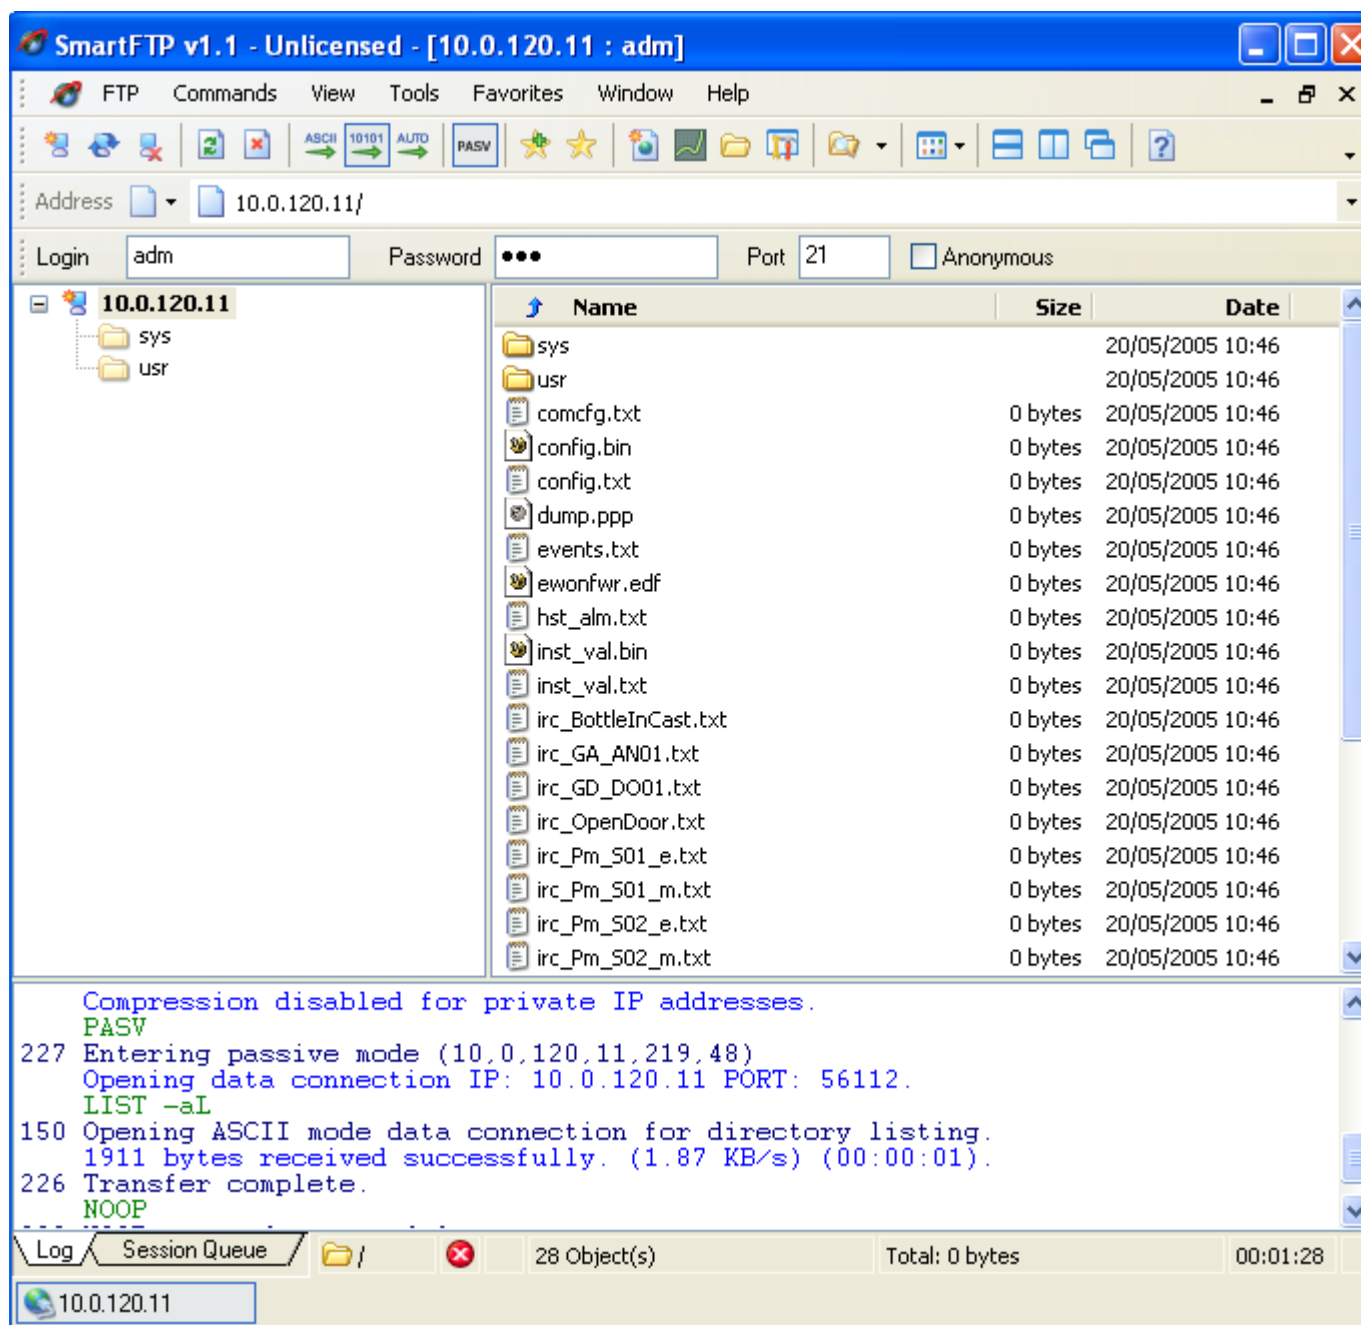 SmartFTP v1.1 - Unlicensed - [10.0.120.11 : adm]
FTP Commands View Tools Favorites Window Help
ASCII 10101 AUTO PASV
Address 10.0.120.11/
Login adm Password ●●● Port 21 Anonymous
10.0.120.11
sys
usr
Name Size Date
sys 20/05/2005 10:46
usr 20/05/2005 10:46
comcfg.txt 0 bytes 20/05/2005 10:46
config.bin 0 bytes 20/05/2005 10:46
config.txt 0 bytes 20/05/2005 10:46
dump.ppp 0 bytes 20/05/2005 10:46
events.txt 0 bytes 20/05/2005 10:46
ewonfwr.edf 0 bytes 20/05/2005 10:46
hst_alm.txt 0 bytes 20/05/2005 10:46
inst_val.bin 0 bytes 20/05/2005 10:46
inst_val.txt 0 bytes 20/05/2005 10:46
irc_BottleInCast.txt 0 bytes 20/05/2005 10:46
irc_GA_AN01.txt 0 bytes 20/05/2005 10:46
irc_GD_DO01.txt 0 bytes 20/05/2005 10:46
irc_OpenDoor.txt 0 bytes 20/05/2005 10:46
irc_Pm_S01_e.txt 0 bytes 20/05/2005 10:46
irc_Pm_S01_m.txt 0 bytes 20/05/2005 10:46
irc_Pm_S02_e.txt 0 bytes 20/05/2005 10:46
irc_Pm_S02_m.txt 0 bytes 20/05/2005 10:46
Compression disabled for private IP addresses.
PASV
227 Entering passive mode (10,0,120,11,219,48)
Opening data connection IP: 10.0.120.11 PORT: 56112.
LIST -aL
150 Opening ASCII mode data connection for directory listing.
1911 bytes received successfully. (1.87 KB/s) (00:00:01).
226 Transfer complete.
NOOP
Log Session Queue / 28 Object(s) Total: 0 bytes 00:01:28
10.0.120.11